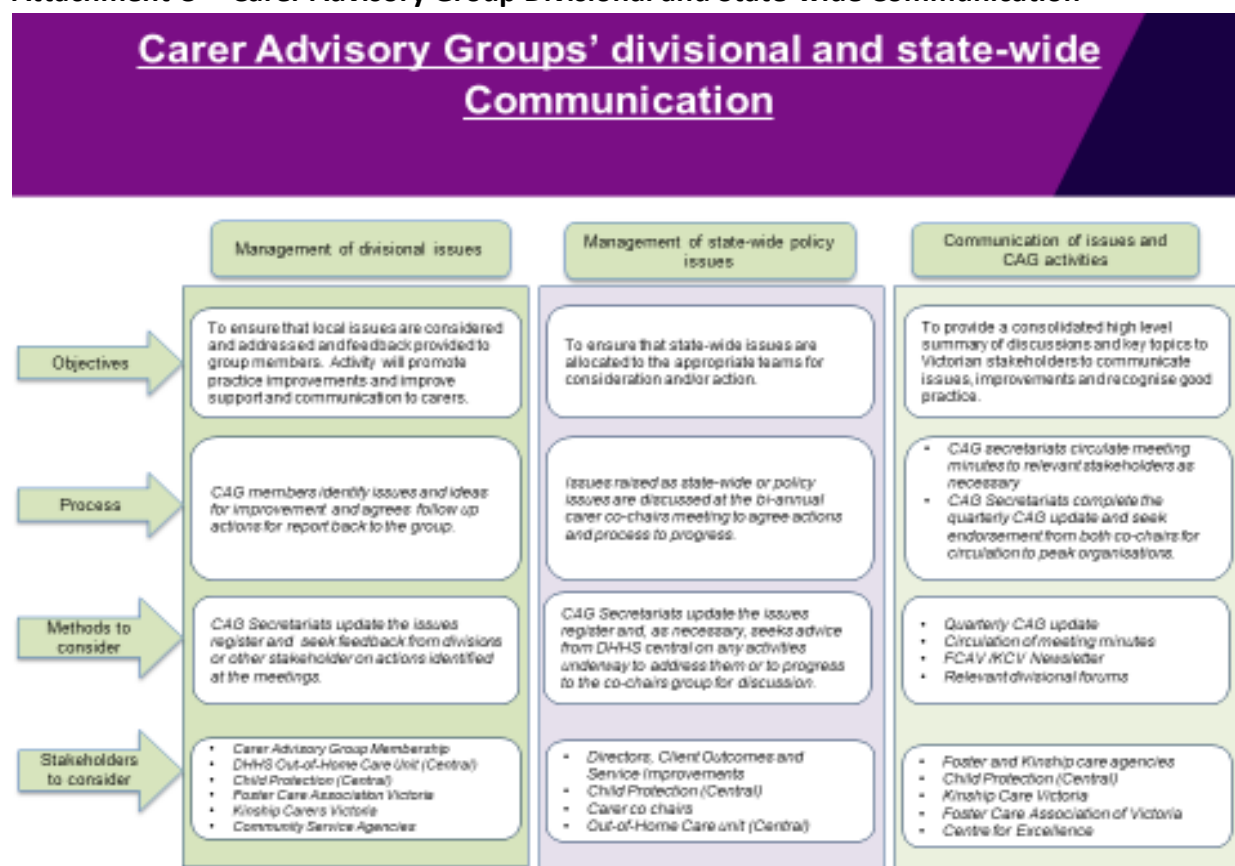 Carer Advisory Groups' divisional and state-wide
Communication
Management of divisional issues
Management of state-wide policy
issues
Communication of issues and
CAG activities
Objectives
To ensure that local issues are considered
and addressed and feedback provided to
group members. Activity will promote
practice improvements and improve
support and communication to carers.
To ensure that state-wide issues are
allocated to the appropriate teams for
consideration and/or action.
To provide a consolidated high level
summary of discussions and key topics to
Victorian stakeholders to communicate
issues, improvements and recognise good
practice.
Process
CAG members identify issues and ideas
for improvement and agrees follow up
actions for report back to the group.
Issues raised as state-wide or policy
issues are discussed at the bi-annual
carer co-chairs meeting to agree actions
and process to progress.
• CAG secretariats circulate meeting
minutes to relevant stakeholders as
necessary
• CAG Secretariats complete the
quarterly CAG update and seek
endorsement from both co-chairs for
circulation to peak organisations.
Methods to
consider
CAG Secretariats update the issues
register and seek feedback from divisions
or other stakeholder on actions identified
at the meetings.
CAG Secretariats update the issues
register and, as necessary, seeks advice
from DHHS central on any activities
underway to address them or to progress
to the co-chairs group for discussion.
• Quarterly CAG update
• Circulation of meeting minutes
• FCAV /KCV Newsletter
• Relevant divisional forums
Stakeholders
to consider
• Carer Advisory Group Membership
• DHHS Out-of-Home Care Unit (Central)
• Child Protection (Central)
• Foster Care Association Victoria
• Kinship Carers Victoria
• Community Service Agencies
• Directors, Client Outcomes and
Service Improvements
• Child Protection (Central)
• Carer co chairs
• Out-of-Home Care unit (Central)
• Foster and Kinship care agencies
• Child Protection (Central)
• Kinship Care Victoria
• Foster Care Association of Victoria
• Centre for Excellence